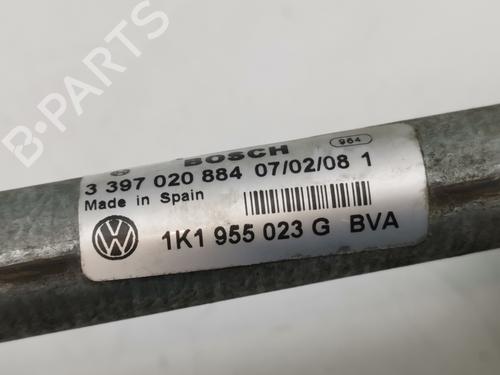 BOSCH
964
3 397 020 884 07/02/08 1
Made in Spain
1K1 955 023 G BVA
B-PARTS